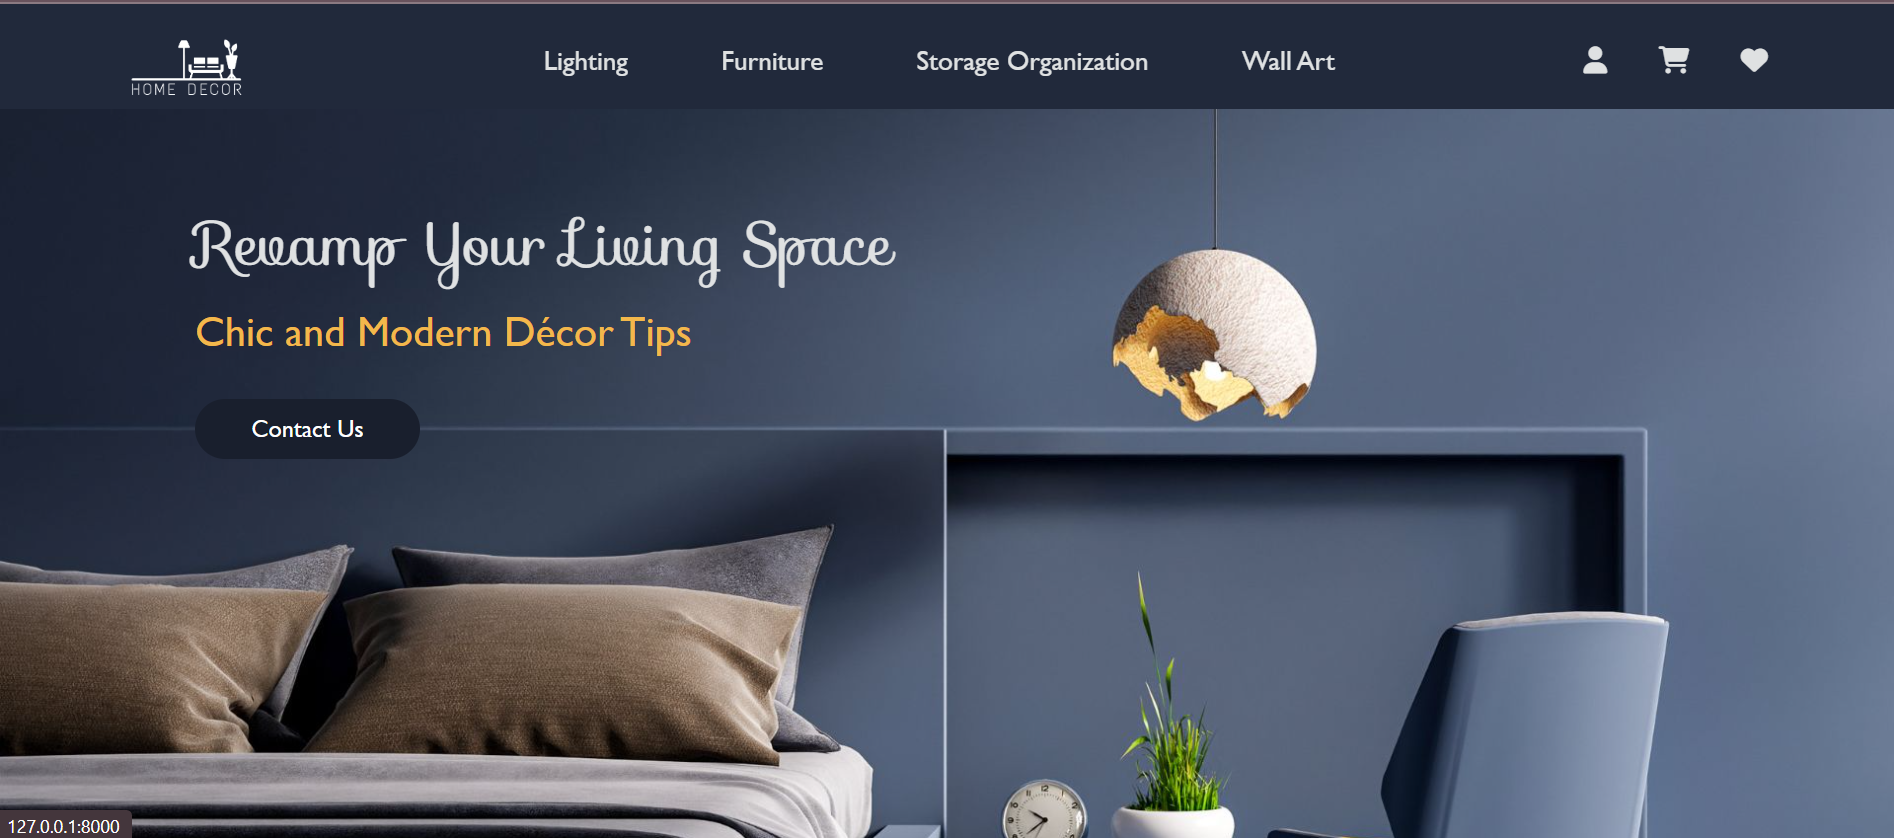 HOME DECOR
Lighting
Furniture
Storage Organization
Wall Art
Revamp Your Living Space
Chic and Modern Décor Tips
Contact Us
127.0.0.1:8000